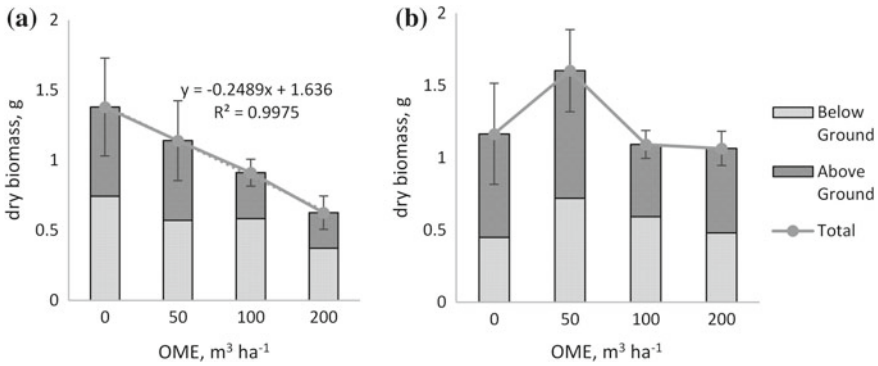 (a)
2
1.5
1
0.5
0
dry biomass, g
y = -0.2489x + 1.636
R² = 0.9975
0 50 100 200
OME, m³ ha⁻¹
(b)
2
1.5
1
0.5
0
dry biomass, g
0 50 100 200
OME, m³ ha⁻¹
Below
Ground
Above
Ground
Total